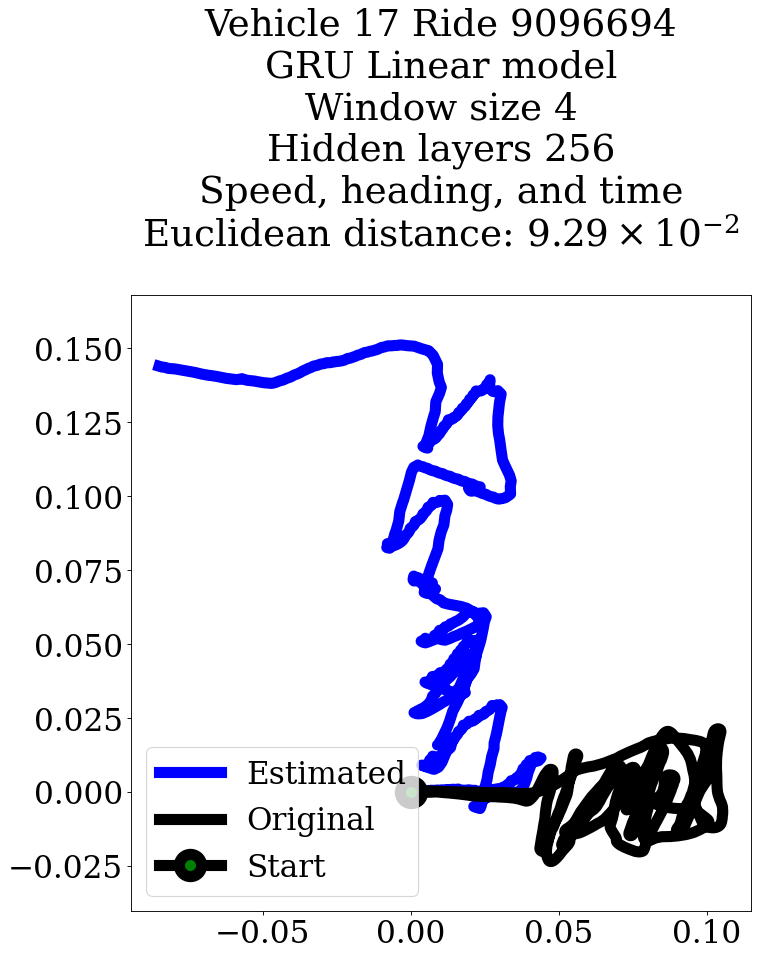 Vehicle 17 Ride 9096694
GRU Linear model
Window size 4
Hidden layers 256
Speed, heading, and time
Euclidean distance: 9.29 × 10⁻²
0.150
0.125
0.100
0.075
0.050
0.025
0.000
−0.025
Estimated
Original
Start
−0.05 0.00 0.05 0.10